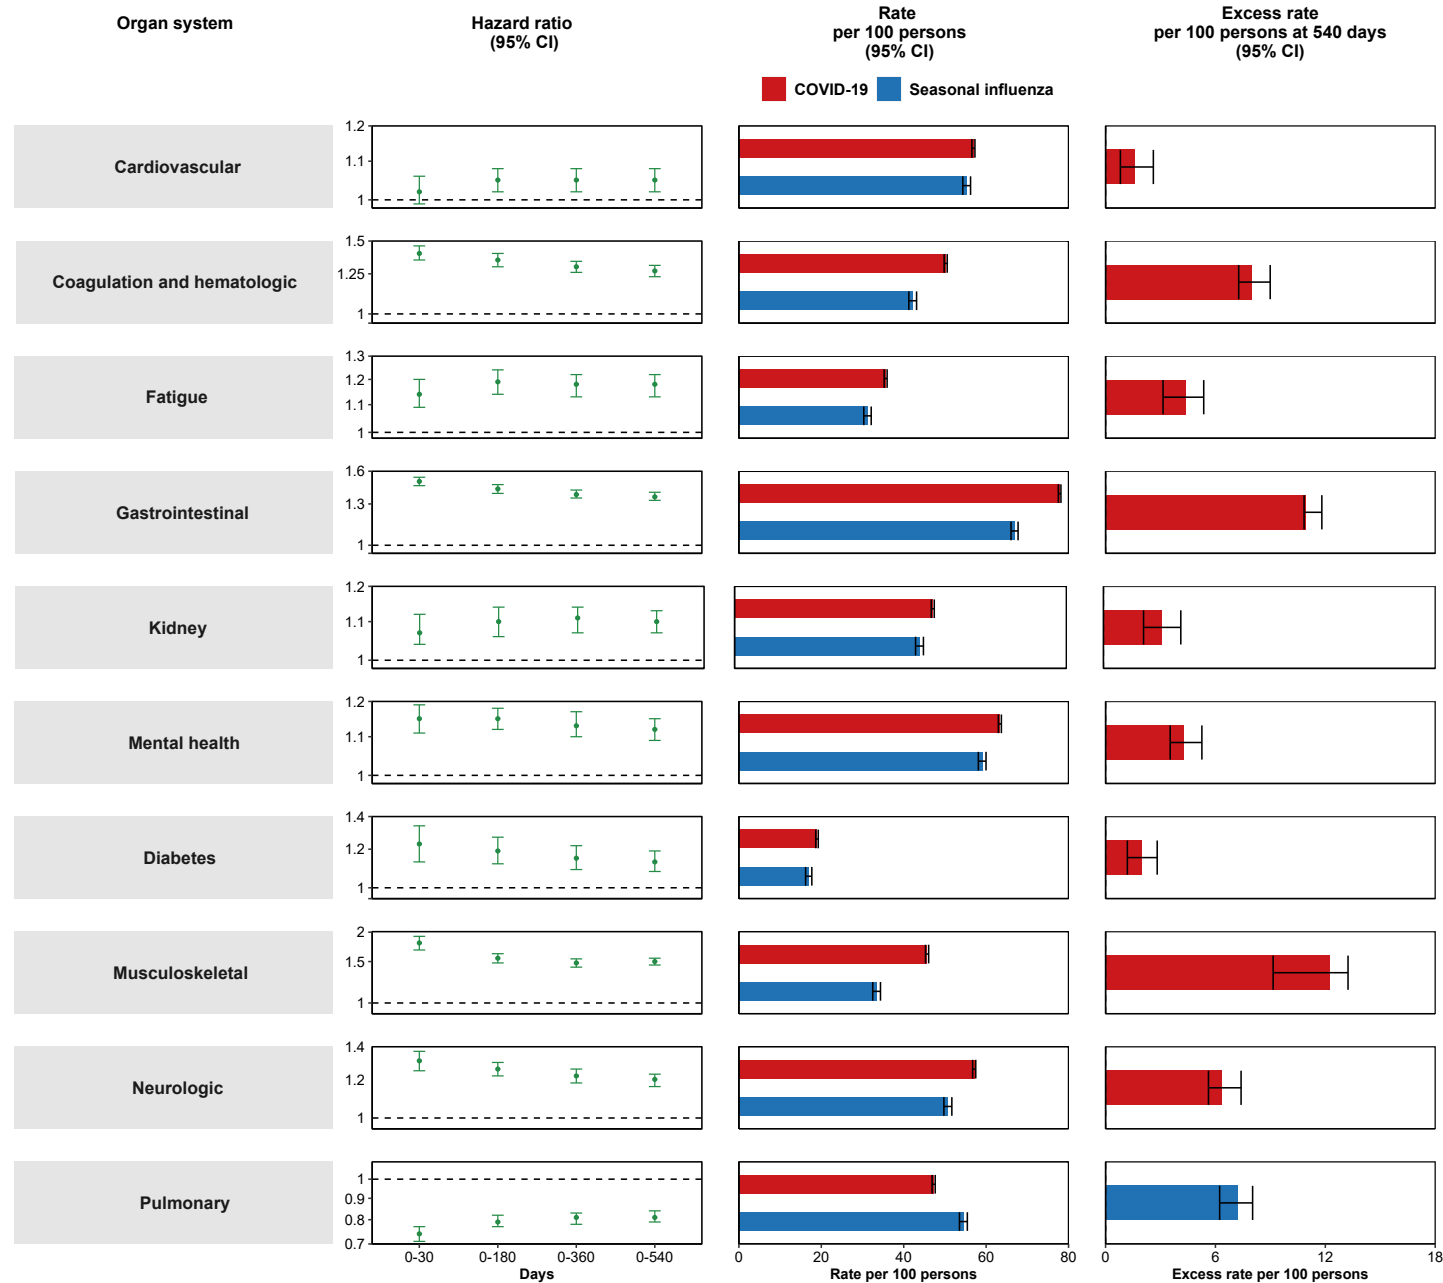 Organ system
Hazard ratio
(95% CI)
Rate
per 100 persons
(95% CI)
Excess rate
per 100 persons at 540 days
(95% CI)
COVID-19
Seasonal influenza
Cardiovascular
1.2
1.1
1
Coagulation and hematologic
1.5
1.25
1
Fatigue
1.3
1.2
1.1
1
Gastrointestinal
1.6
1.3
1
Kidney
1.2
1.1
1
Mental health
1.2
1.1
1
Diabetes
1.4
1.2
1
Musculoskeletal
2
1.5
1
Neurologic
1.4
1.2
1
Pulmonary
1
0.9
0.8
0.7
0-30 0-180 0-360 0-540
Days
0 20 40 60 80
Rate per 100 persons
0 6 12 18
Excess rate per 100 persons